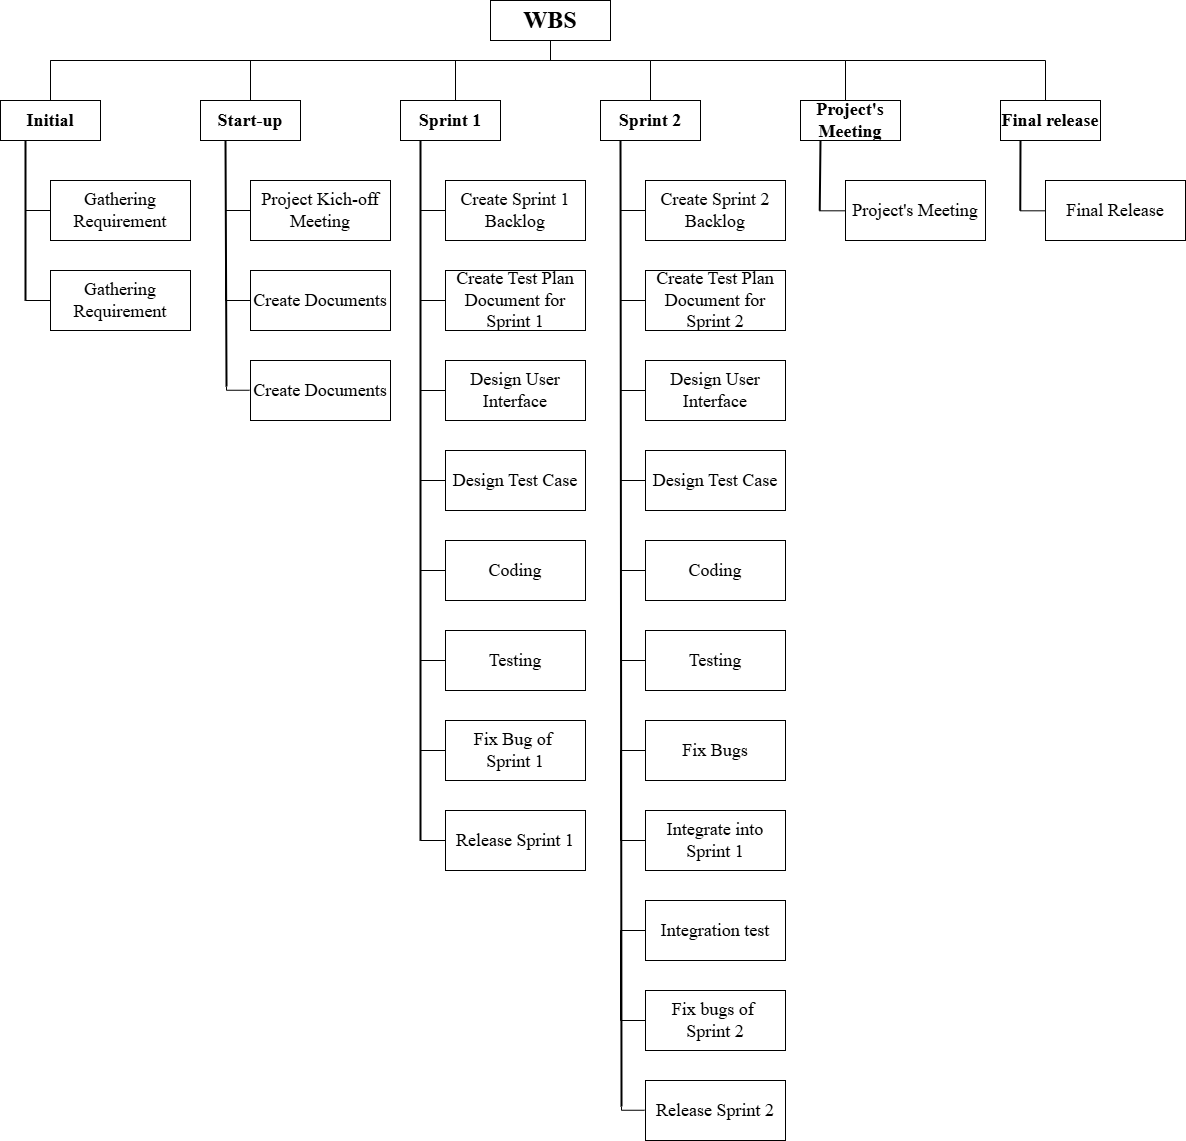 WBS
Initial
Gathering
Requirement
Gathering
Requirement
Start-up
Project Kich-off
Meeting
Create Documents
Create Documents
Sprint 1
Create Sprint 1
Backlog
Create Test Plan
Document for
Sprint 1
Design User
Interface
Design Test Case
Coding
Testing
Fix Bug of
Sprint 1
Release Sprint 1
Sprint 2
Create Sprint 2
Backlog
Create Test Plan
Document for
Sprint 2
Design User
Interface
Design Test Case
Coding
Testing
Fix Bugs
Integrate into
Sprint 1
Integration test
Fix bugs of
Sprint 2
Release Sprint 2
Project's
Meeting
Project's Meeting
Final release
Final Release